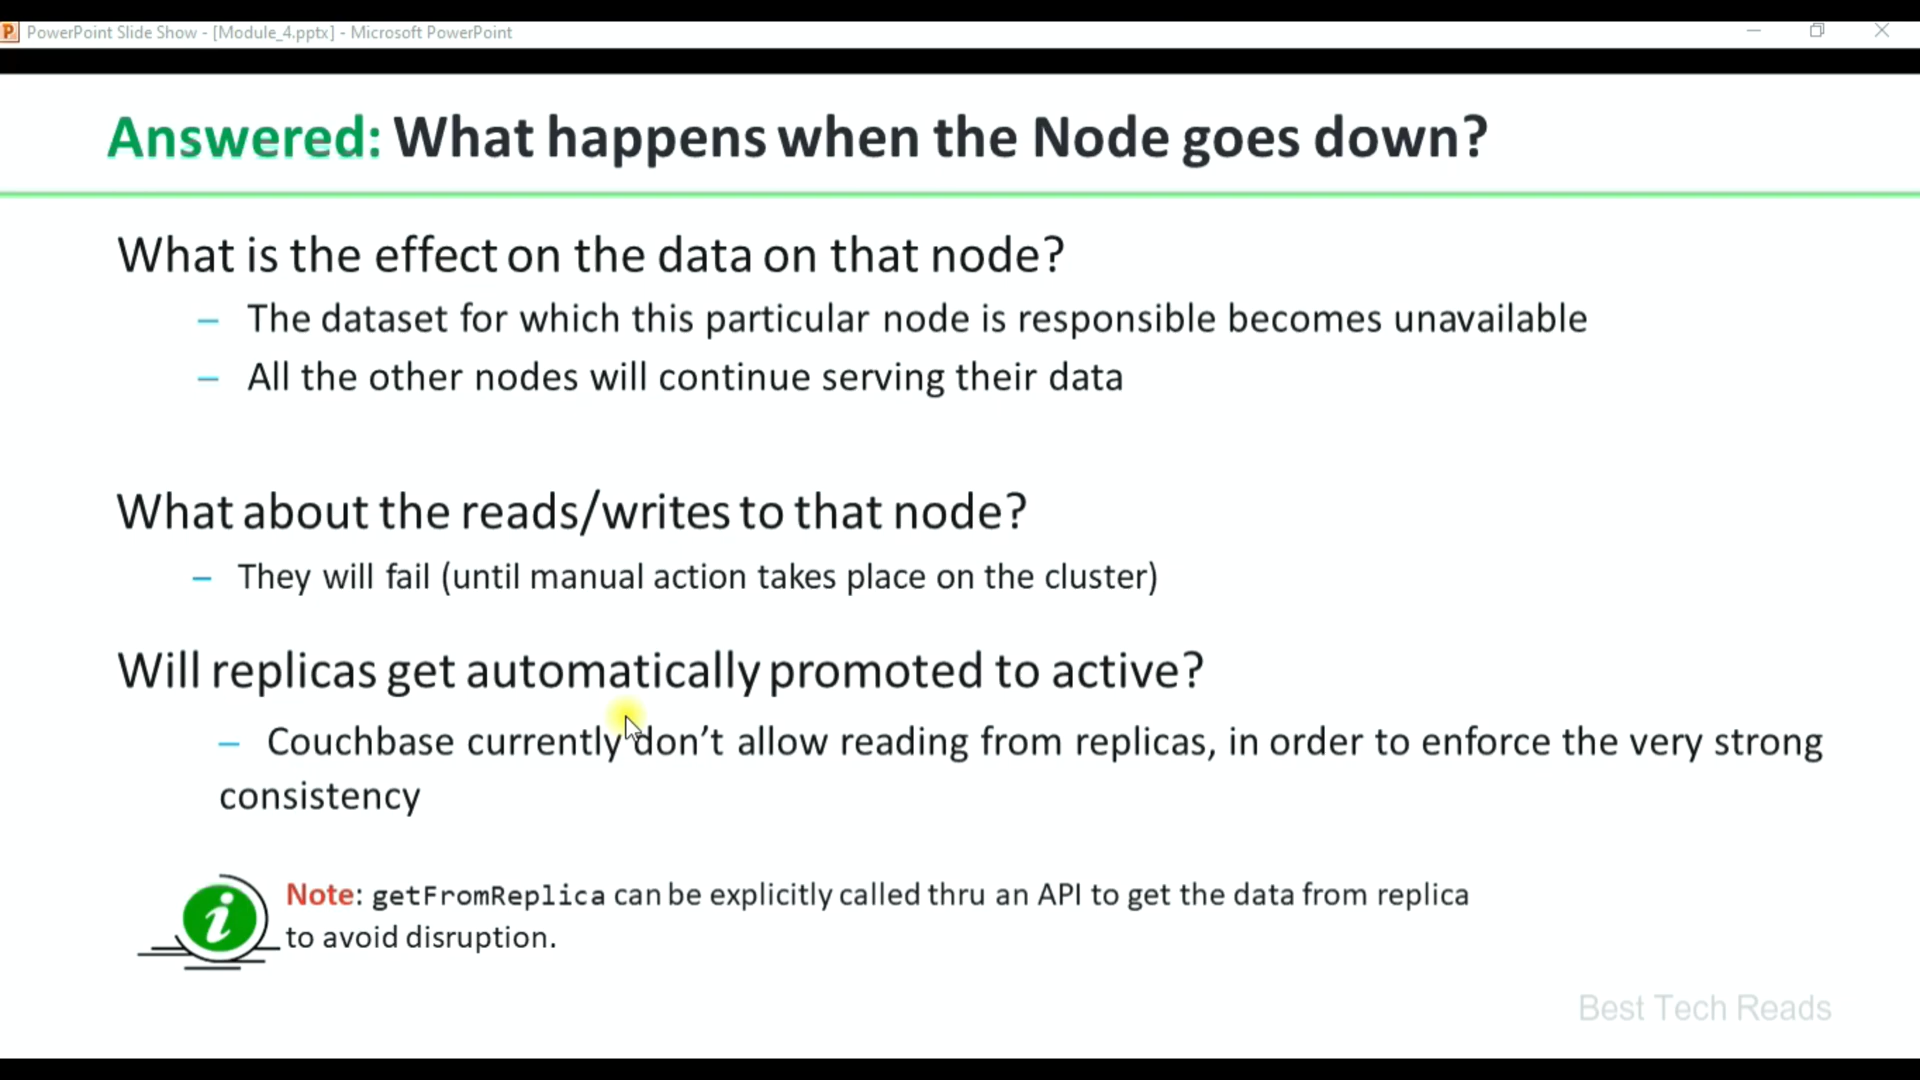 PowerPoint Slide Show - [Module_4.pptx] - Microsoft PowerPoint
Answered: What happens when the Node goes down?
What is the effect on the data on that node?
– The dataset for which this particular node is responsible becomes unavailable
– All the other nodes will continue serving their data
What about the reads/writes to that node?
– They will fail (until manual action takes place on the cluster)
Will replicas get automatically promoted to active?
– Couchbase currently don’t allow reading from replicas, in order to enforce the very strong
consistency
Note: getFromReplica can be explicitly called thru an API to get the data from replica
to avoid disruption.
Best Tech Reads